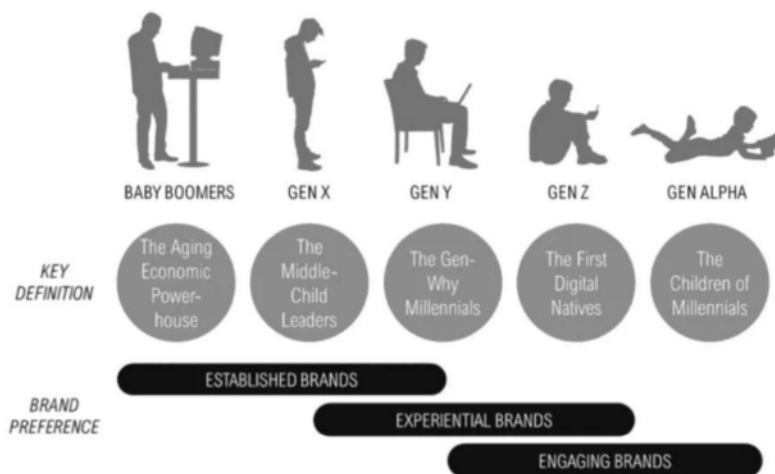 BABY BOOMERS GEN X GEN Y GEN Z GEN ALPHA
KEY
DEFINITION
The Aging
Economic
Power-
house
The
Middle-
Child
Leaders
The Gen-
Why
Millennials
The First
Digital
Natives
The
Children of
Millennials
BRAND
PREFERENCE
ESTABLISHED BRANDS
EXPERIENTIAL BRANDS
ENGAGING BRANDS